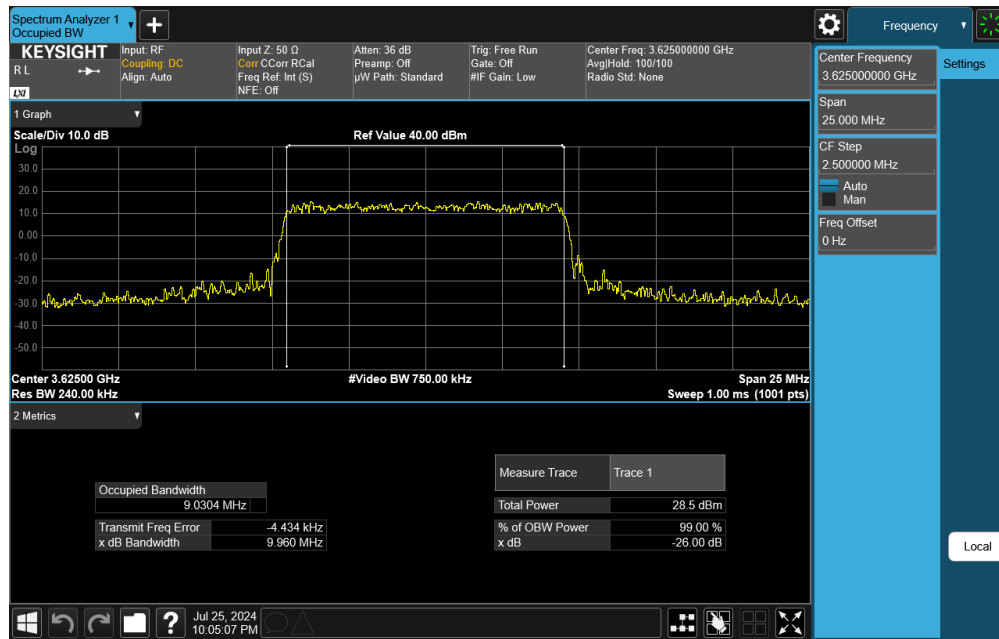 Spectrum Analyzer 1
Occupied BW
+
Frequency
KEYSIGHT
R L
LXI
Input: RF
Coupling: DC
Align: Auto
Input Z: 50 Ω
Corr CCorr RCal
Freq Ref: Int (S)
NFE: Off
Atten: 36 dB
Preamp: Off
µW Path: Standard
Trig: Free Run
Gate: Off
#IF Gain: Low
Center Freq: 3.625000000 GHz
Avg|Hold: 100/100
Radio Std: None
Center Frequency
3.625000000 GHz
Settings
Span
25.000 MHz
CF Step
2.500000 MHz
Auto
Man
Freq Offset
0 Hz
1 Graph
Scale/Div 10.0 dB
Ref Value 40.00 dBm
Log
30.0
20.0
10.0
0.00
-10.0
-20.0
-30.0
-40.0
-50.0
Center 3.62500 GHz
#Video BW 750.00 kHz
Span 25 MHz
Res BW 240.00 kHz
Sweep 1.00 ms (1001 pts)
2 Metrics
Measure Trace
Trace 1
Occupied Bandwidth
9.0304 MHz
Total Power
28.5 dBm
Transmit Freq Error
-4.434 kHz
% of OBW Power
99.00 %
x dB Bandwidth
9.960 MHz
x dB
-26.00 dB
Local
?
Jul 25, 2024
10:05:07 PM